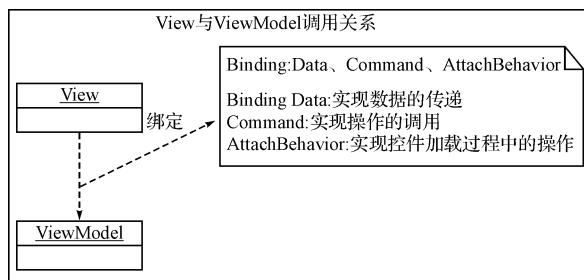 View与ViewModel调用关系
Binding:Data、Command、AttachBehavior
View
Binding Data:实现数据的传递
绑定
Command:实现操作的调用
AttachBehavior:实现控件加载过程中的操作
ViewModel